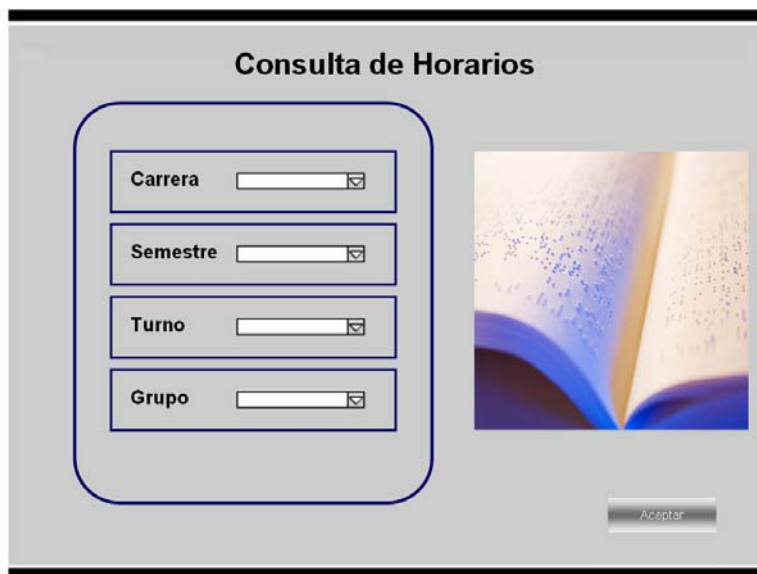 Consulta de Horarios
Carrera
Semestre
Turno
Grupo
Aceptar